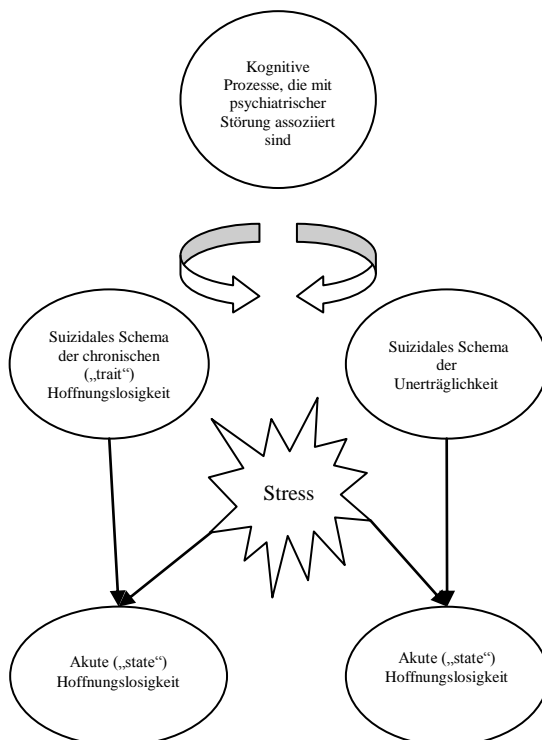 Kognitive
Prozesse, die mit
psychiatrischer
Störung assoziiert
sind
Suizidales Schema
der chronischen
(„trait“)
Hoffnungslosigkeit
Suizidales Schema
der
Unerträglichkeit
Stress
Akute („state“)
Hoffnungslosigkeit
Akute („state“)
Hoffnungslosigkeit